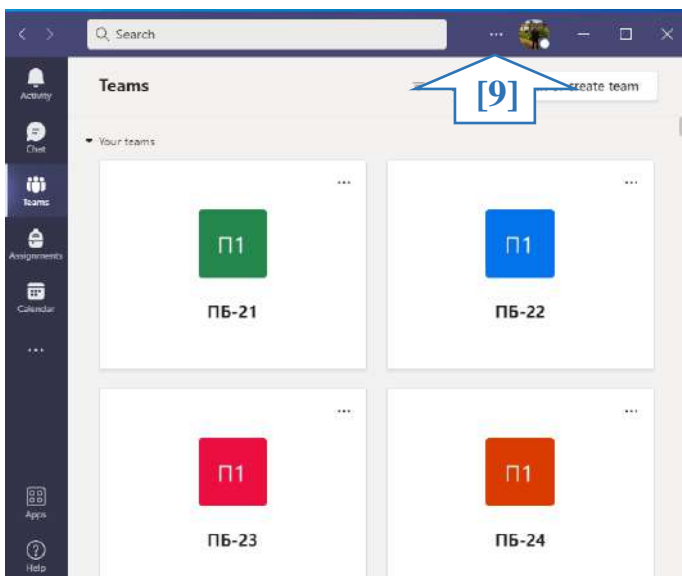 Search
Teams
[9]
create team
Activity
Chat
Teams
Assignments
Calendar
Apps
Help
Your teams
П1
П1
ПБ-21
ПБ-22
П1
П1
ПБ-23
ПБ-24